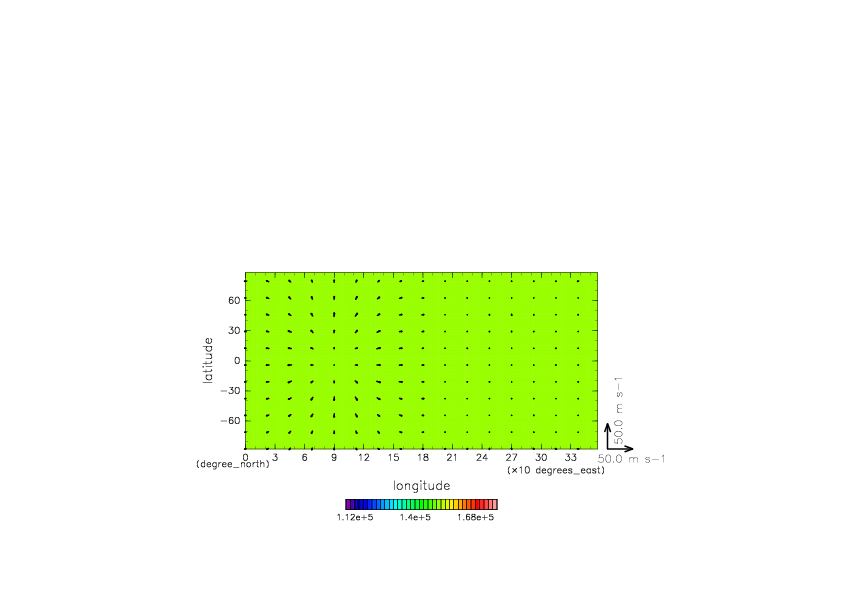 60
30
0
−30
−60
latitude
0 3 6 9 12 15 18 21 24 27 30 33
(degree_north)
(×10 degrees_east)
longitude
50.0 m s−1
50.0 m s−1
1.12e+5 1.4e+5 1.68e+5